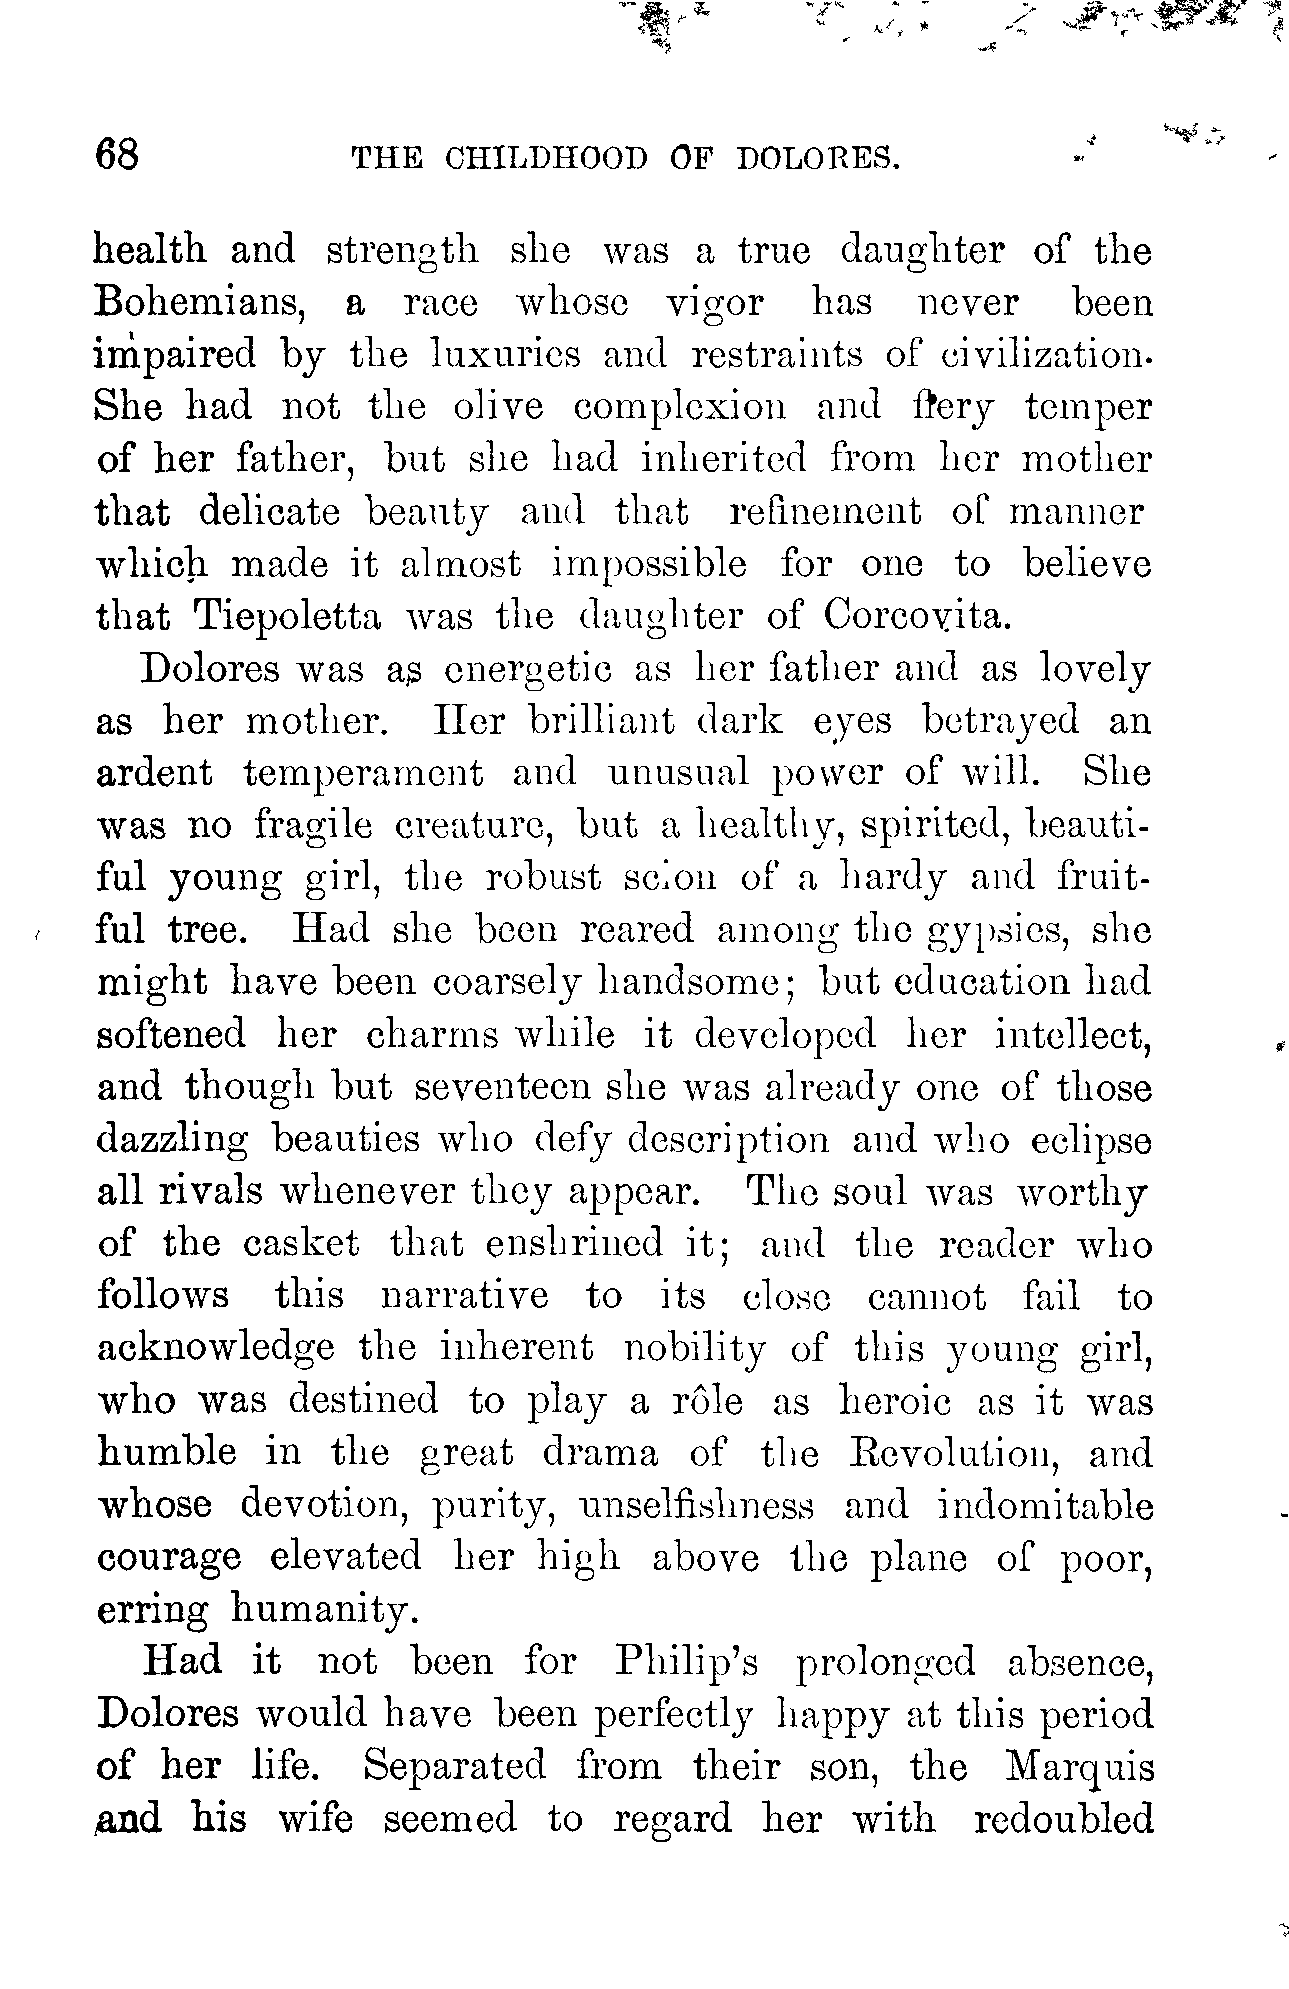 68 THE CHILDHOOD OF DOLORES.
health and strength she was a true daughter of the
Bohemians, a race whose vigor has never been
impaired by the luxuries and restraints of civilization.
She had not the olive complexion and fiery temper
of her father, but she had inherited from her mother
that delicate beauty and that refinement of manner
which made it almost impossible for one to believe
that Tiepoletta was the daughter of Corcovita.
Dolores was as energetic as her father and as lovely
as her mother. Her brilliant dark eyes betrayed an
ardent temperament and unusual power of will. She
was no fragile creature, but a healthy, spirited, beauti-
ful young girl, the robust scion of a hardy and fruit-
ful tree. Had she been reared among the gypsies, she
might have been coarsely handsome; but education had
softened her charms while it developed her intellect,
and though but seventeen she was already one of those
dazzling beauties who defy description and who eclipse
all rivals whenever they appear. The soul was worthy
of the casket that enshrined it; and the reader who
follows this narrative to its close cannot fail to
acknowledge the inherent nobility of this young girl,
who was destined to play a rôle as heroic as it was
humble in the great drama of the Revolution, and
whose devotion, purity, unselfishness and indomitable
courage elevated her high above the plane of poor,
erring humanity.
Had it not been for Philip's prolonged absence,
Dolores would have been perfectly happy at this period
of her life. Separated from their son, the Marquis
and his wife seemed to regard her with redoubled